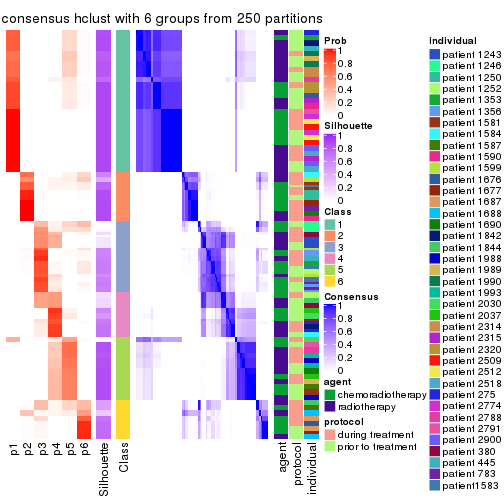 consensus hclust with 6 groups from 250 partitions
p1
p2
p3
p4
p5
p6
Silhouette
Class
agent
protocol
individual
Prob
1
0.8
0.6
0.4
0.2
0
Silhouette
1
0.8
0.6
0.4
0.2
0
Class
1
2
3
4
5
6
Consensus
1
0.8
0.6
0.4
0.2
0
agent
chemoradiotherapy
radiotherapy
protocol
during treatment
prior to treatment
individual
patient 1243
patient 1246
patient 1250
patient 1252
patient 1353
patient 1356
patient 1581
patient 1584
patient 1587
patient 1590
patient 1599
patient 1676
patient 1677
patient 1687
patient 1688
patient 1690
patient 1842
patient 1844
patient 1988
patient 1989
patient 1990
patient 1993
patient 2030
patient 2037
patient 2314
patient 2315
patient 2320
patient 2509
patient 2512
patient 2518
patient 275
patient 2774
patient 2788
patient 2791
patient 2900
patient 380
patient 445
patient 783
patient1583